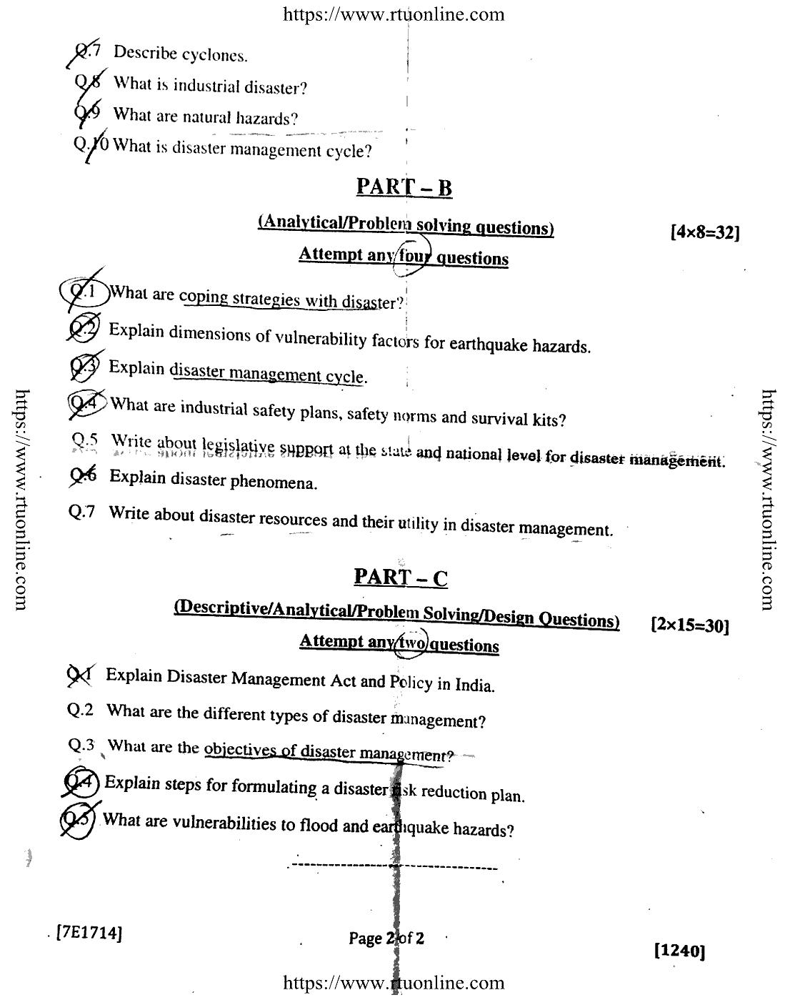 https://www.rtuonline.com
Q.7 Describe cyclones.
Q.8 What is industrial disaster?
Q.9 What are natural hazards?
Q.10 What is disaster management cycle?
PART – B
(Analytical/Problem solving questions) [4×8=32]
Attempt any four questions
Q.1 What are coping strategies with disaster?
Q.2 Explain dimensions of vulnerability factors for earthquake hazards.
Q.3 Explain disaster management cycle.
Q.4 What are industrial safety plans, safety norms and survival kits?
Q.5 Write about legislative support at the state and national level for disaster management.
Q.6 Explain disaster phenomena.
Q.7 Write about disaster resources and their utility in disaster management.
PART – C
(Descriptive/Analytical/Problem Solving/Design Questions) [2×15=30]
Attempt any two questions
Q.1 Explain Disaster Management Act and Policy in India.
Q.2 What are the different types of disaster management?
Q.3 What are the objectives of disaster management?
Q.4 Explain steps for formulating a disaster risk reduction plan.
Q.5 What are vulnerabilities to flood and earthquake hazards?
[7E1714] Page 2 of 2 [1240]
https://www.rtuonline.com
https://www.rtuonline.com
https://www.rtuonline.com